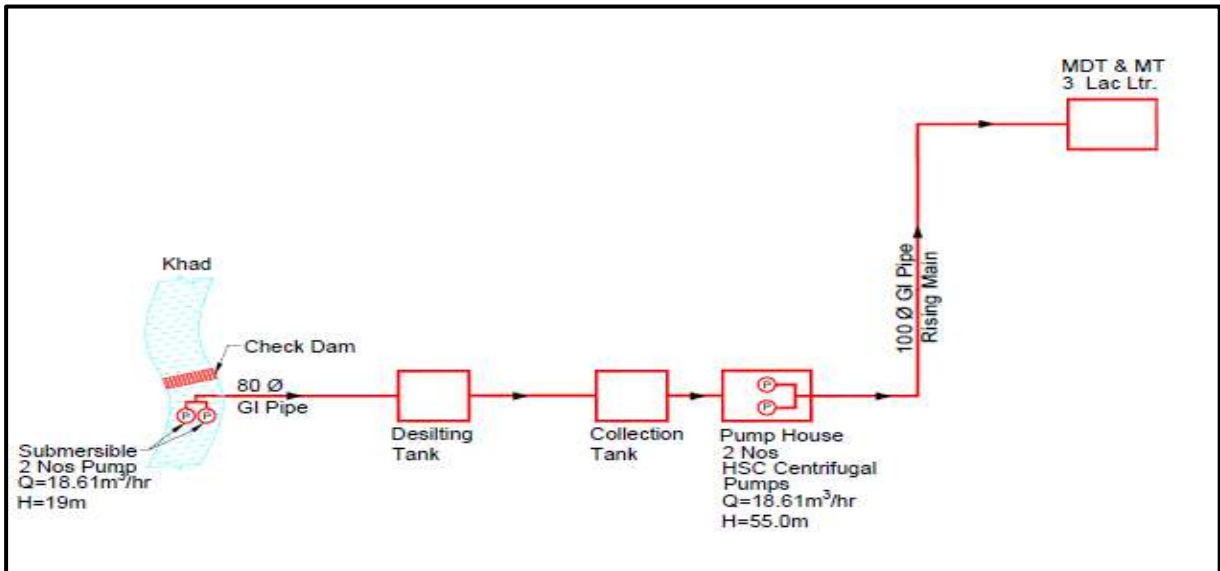 MDT & MT
3 Lac Ltr.
Khad
Check Dam
80 Ø
GI Pipe
100 Ø GI Pipe
Rising Main
P
P
Submersible
2 Nos Pump
Q=18.61m³/hr
H=19m
Desilting
Tank
Collection
Tank
P
P
Pump House
2 Nos
HSC Centrifugal
Pumps
Q=18.61m³/hr
H=55.0m